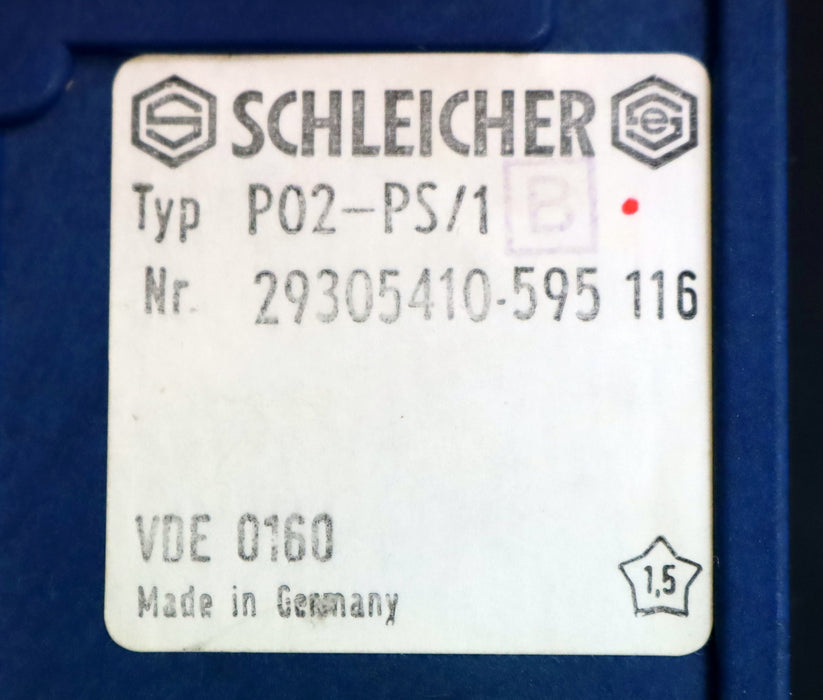 SCHLEICHER
Typ P02-PS/1 B
Nr. 29305410-595 116
VDE 0160
Made in Germany
1,5